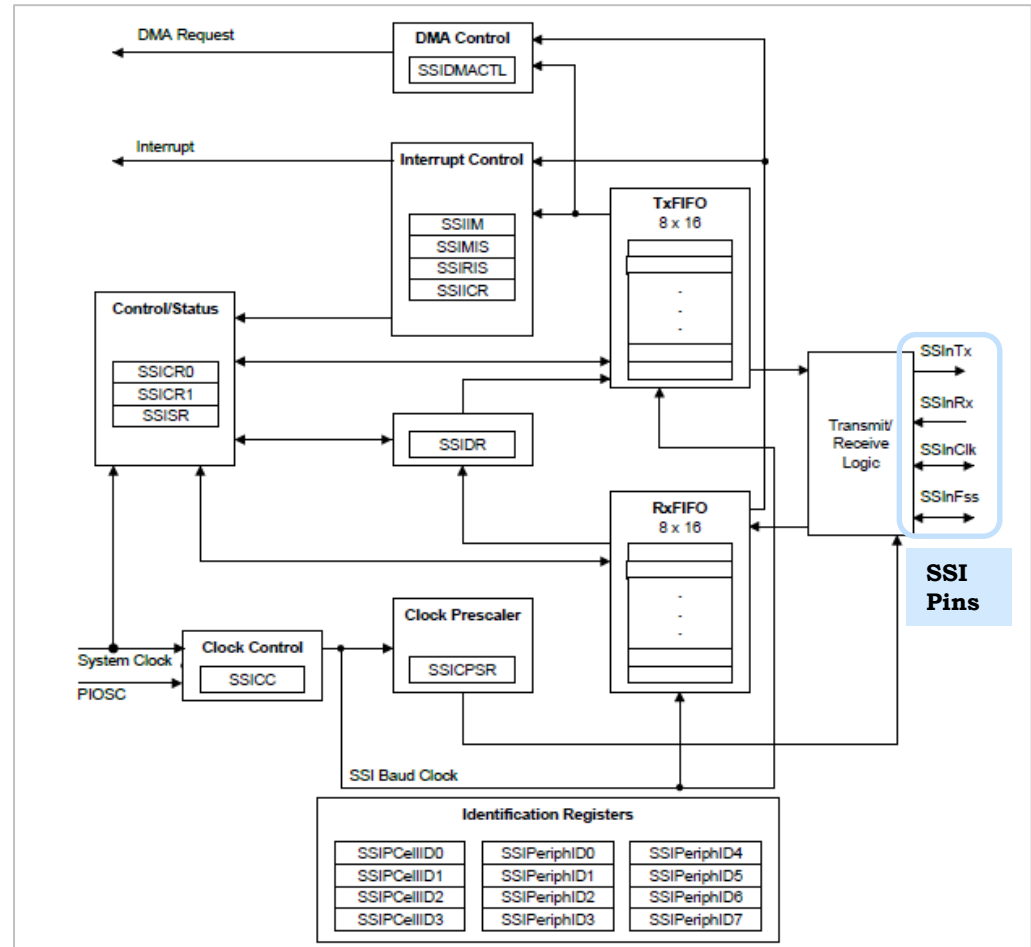 DMA Request
DMA Control
SSIDMACTL
Interrupt
Interrupt Control
SSIIM
SSIMIS
SSIRIS
SSIICR
TxFIFO
8 x 16
Control/Status
SSICR0
SSICR1
SSISR
SSIDR
Transmit/
Receive
Logic
SSInTx
SSInRx
SSInClk
SSInFss
SSI
Pins
RxFIFO
8 x 16
Clock Prescaler
SSICPSR
System Clock
PIOSC
Clock Control
SSICC
SSI Baud Clock
Identification Registers
SSIPCellID0
SSIPCellID1
SSIPCellID2
SSIPCellID3
SSIPeriphID0
SSIPeriphID1
SSIPeriphID2
SSIPeriphID3
SSIPeriphID4
SSIPeriphID5
SSIPeriphID6
SSIPeriphID7